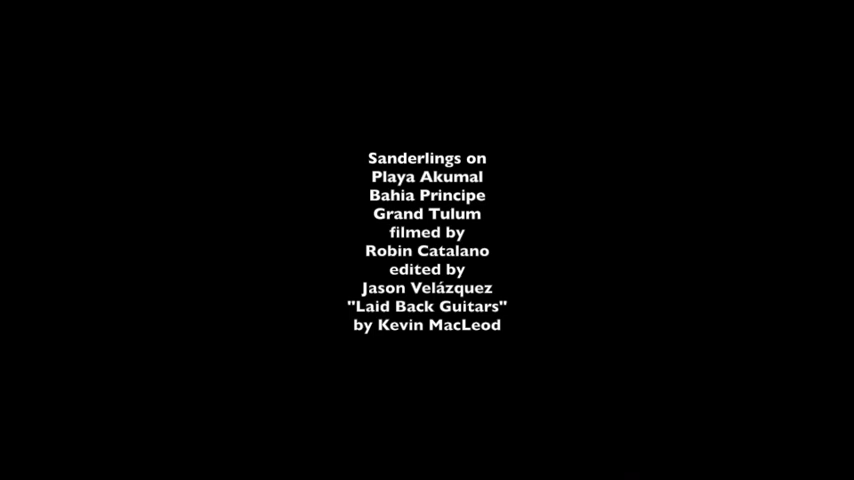 Sanderlings on
Playa Akumal
Bahia Principe
Grand Tulum
filmed by
Robin Catalano
edited by
Jason Velázquez
"Laid Back Guitars"
by Kevin MacLeod